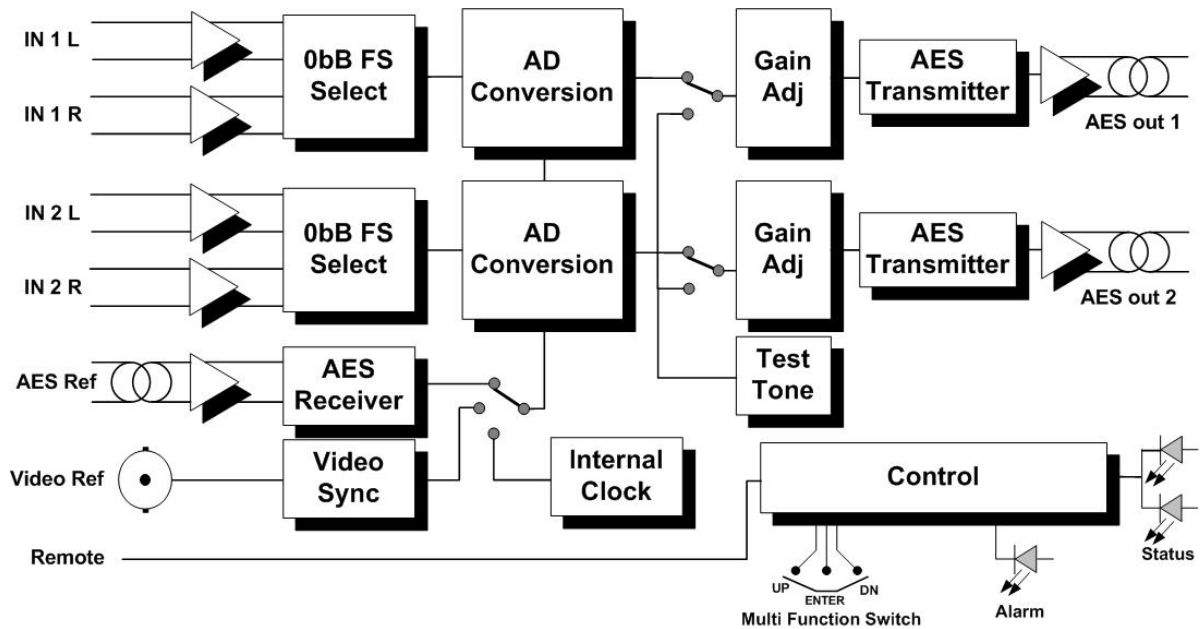 IN 1 L
IN 1 R
0bB FS
Select
AD
Conversion
Gain
Adj
AES
Transmitter
AES out 1
IN 2 L
IN 2 R
0bB FS
Select
AD
Conversion
Gain
Adj
AES
Transmitter
AES out 2
AES Ref
AES
Receiver
Test
Tone
Video Ref
Video
Sync
Internal
Clock
Control
Status
Remote
UP
ENTER
DN
Multi Function Switch
Alarm